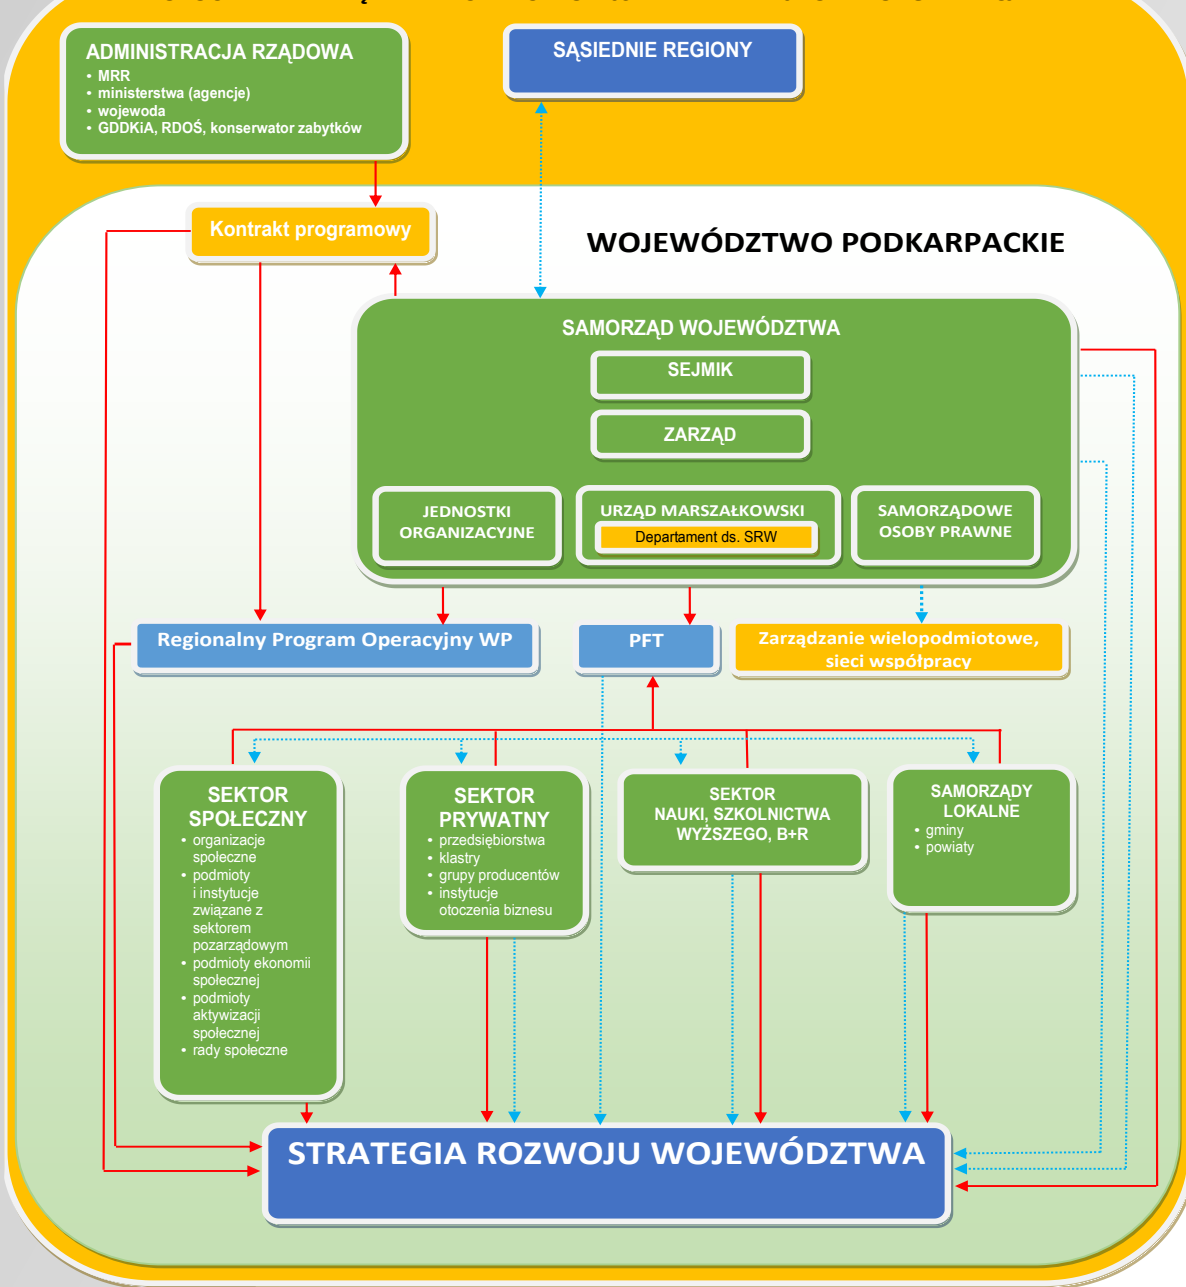 ADMINISTRACJA RZĄDOWA
• MRR
• ministerstwa (agencje)
• wojewoda
• GDDKiA, RDOŚ, konserwator zabytków
SĄSIEDNIE REGIONY
Kontrakt programowy
WOJEWÓDZTWO PODKARPACKIE
SAMORZĄD WOJEWÓDZTWA
SEJMIK
ZARZĄD
JEDNOSTKI
ORGANIZACYJNE
URZĄD MARSZAŁKOWSKI
Departament ds. SRW
SAMORZĄDOWE
OSOBY PRAWNE
Regionalny Program Operacyjny WP
PFT
Zarządzanie wielopodmiotowe,
sieci współpracy
SEKTOR
SPOŁECZNY
• organizacje
społeczne
• podmioty
i instytucje
związane z
sektorem
pozarządowym
• podmioty ekonomii
społecznej
• podmioty
aktywizacji
społecznej
• rady społeczne
SEKTOR
PRYWATNY
• przedsiębiorstwa
• klastry
• grupy producentów
• instytucje
otoczenia biznesu
SEKTOR
NAUKI, SZKOLNICTWA
WYŻSZEGO, B+R
SAMORZĄDY
LOKALNE
• gminy
• powiaty
STRATEGIA ROZWOJU WOJEWÓDZTWA